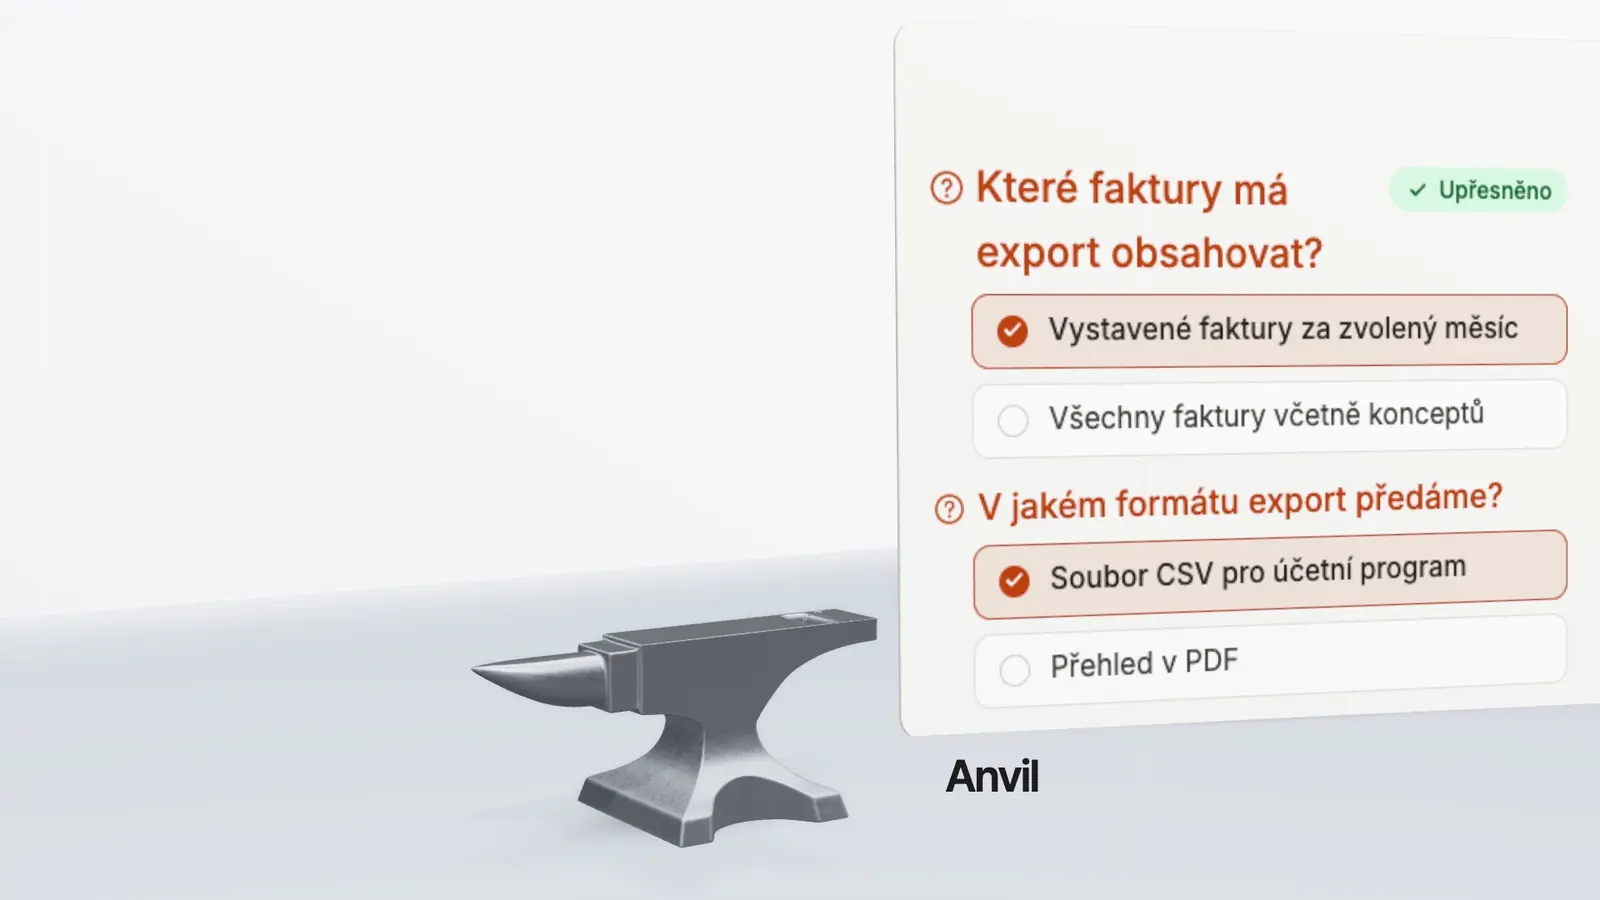 Které faktury má
export obsahovat?
Upřesněno
Vystavené faktury za zvolený měsíc
Všechny faktury včetně konceptů
V jakém formátu export předáme?
Soubor CSV pro účetní program
Přehled v PDF
Anvil